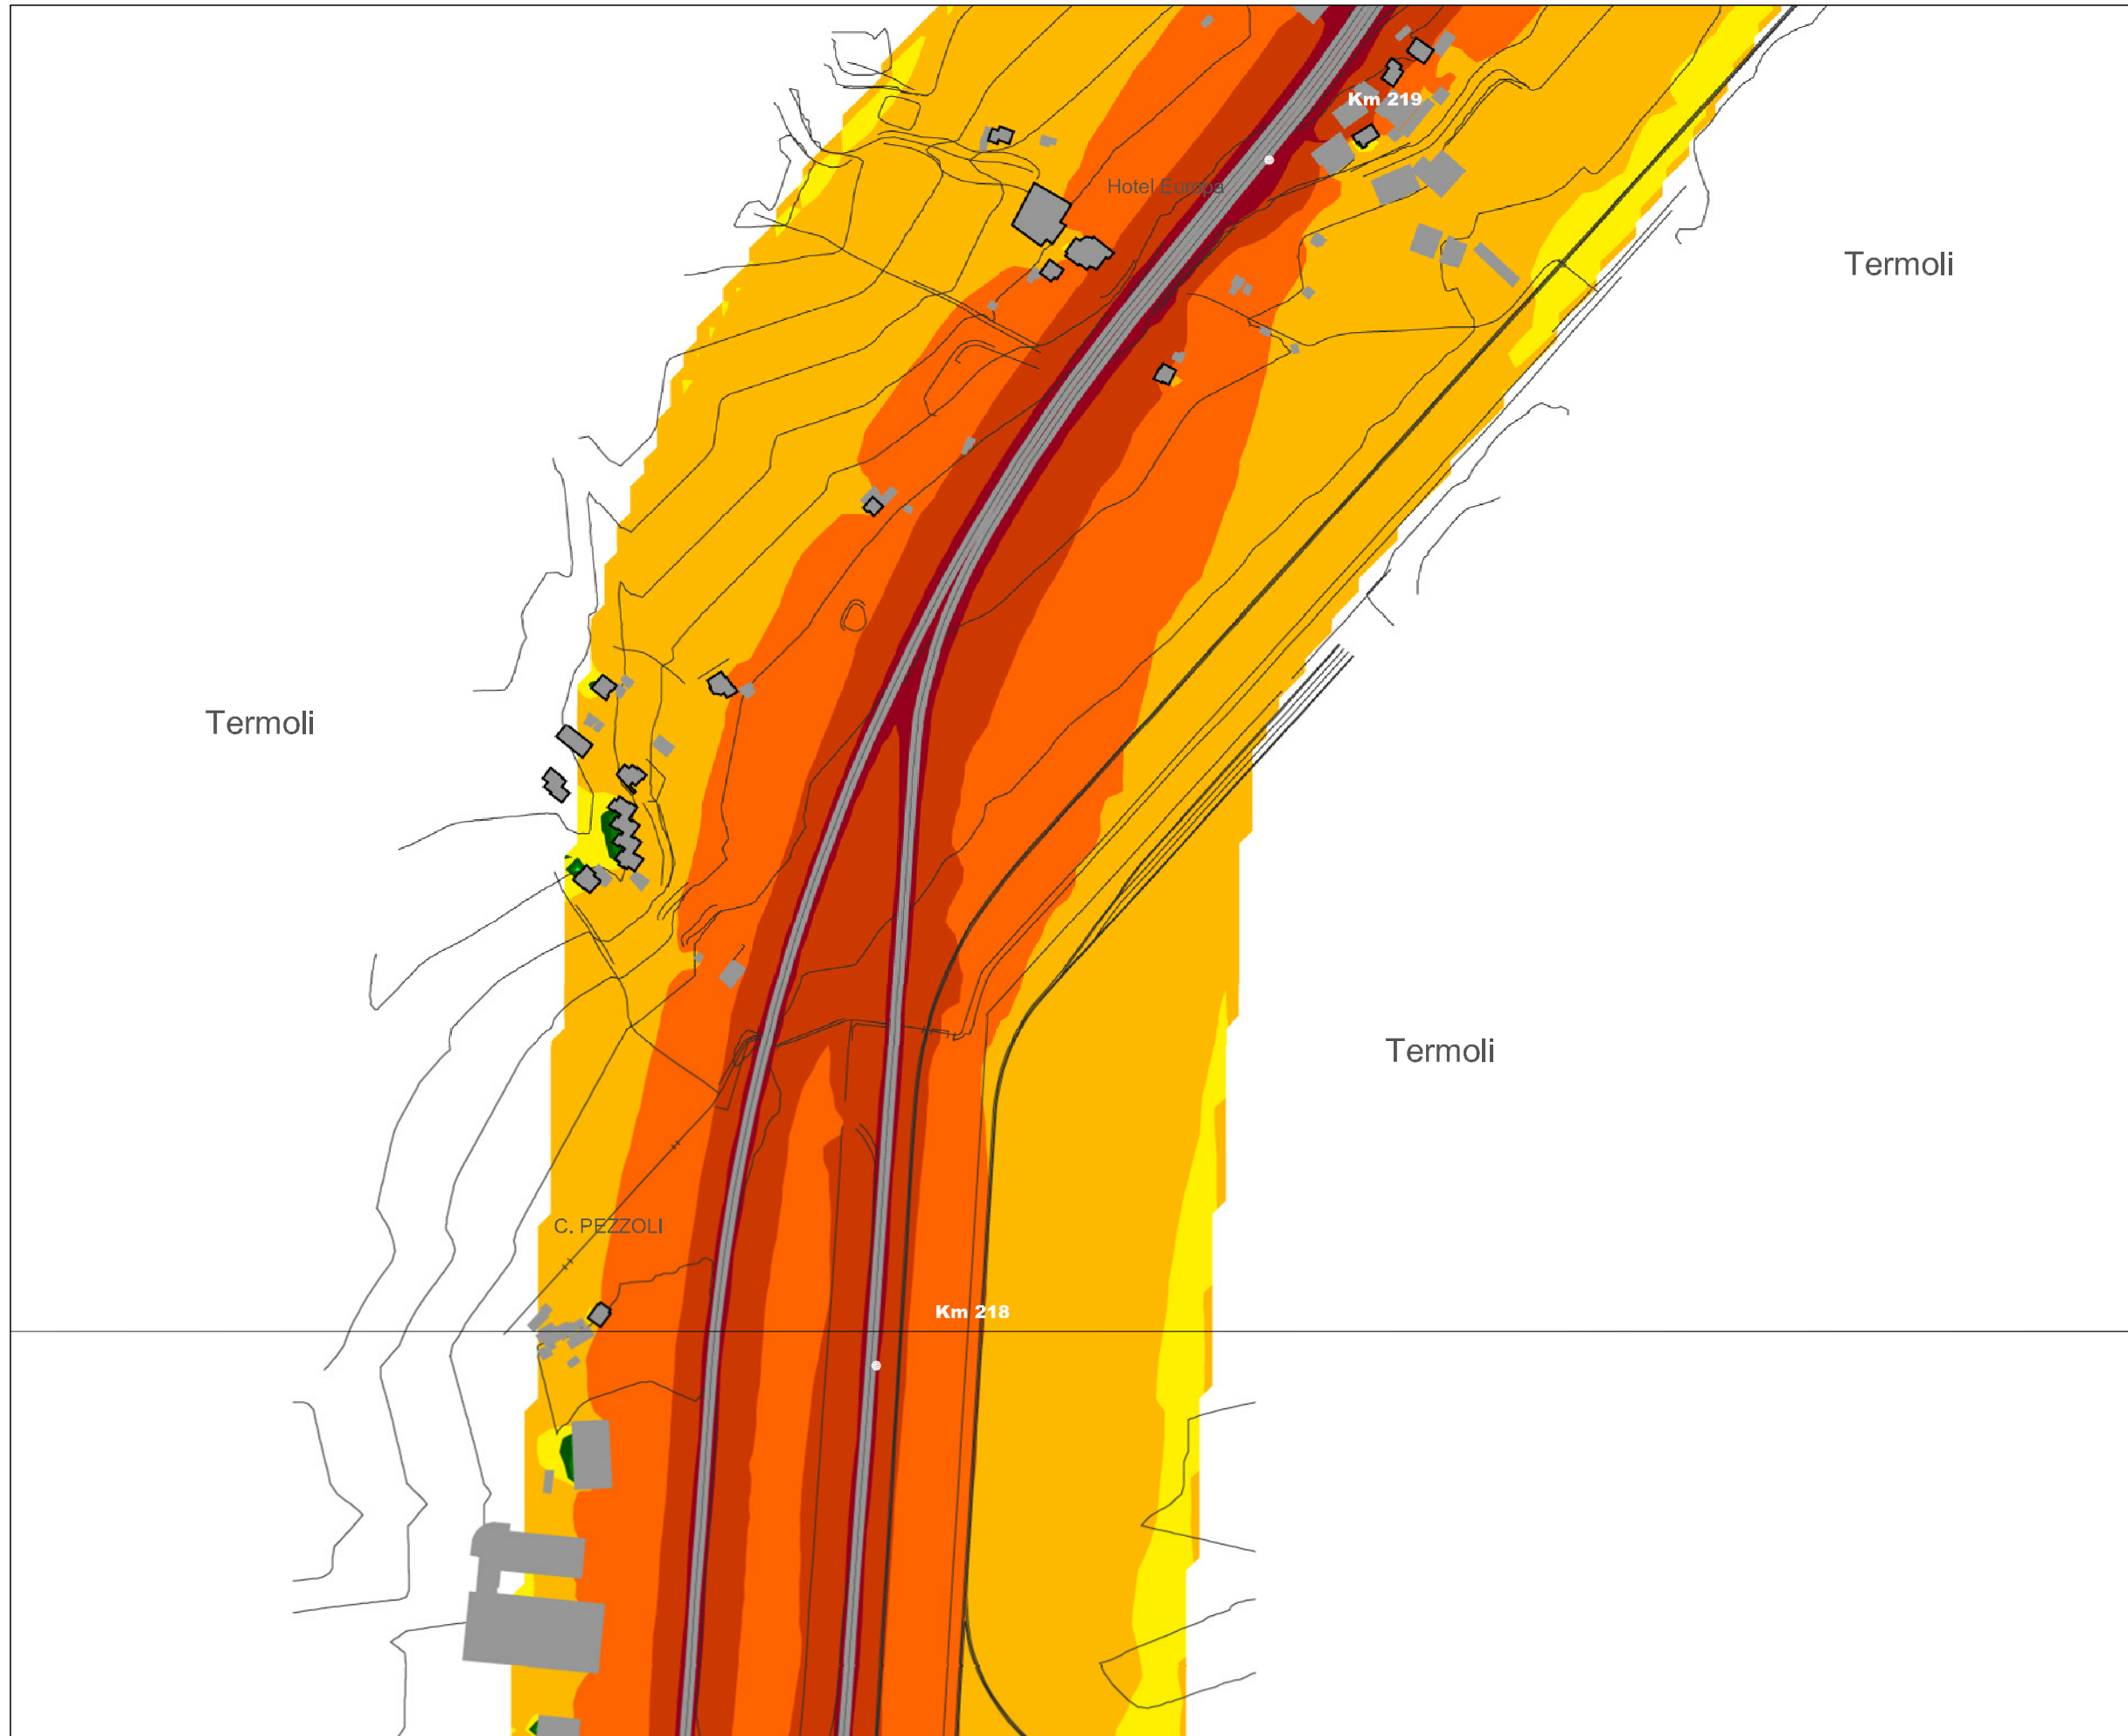 Km 219
Hotel Europa
Termoli
Termoli
Termoli
C. PEZZOLI
Km 218